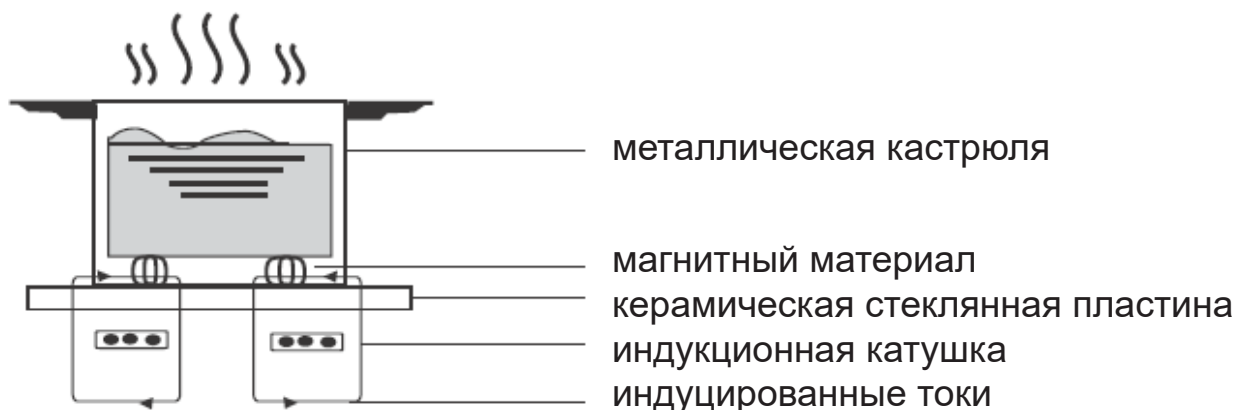 металлическая кастрюля
магнитный материал
керамическая стеклянная пластина
индукционная катушка
индуцированные токи